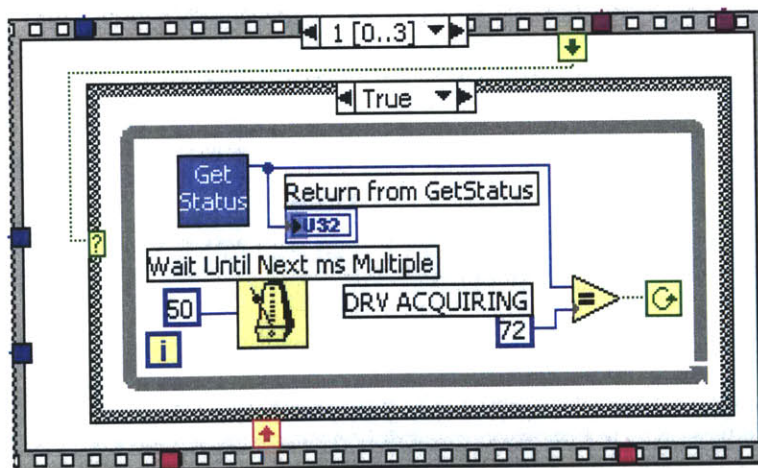 1 [0..3]
True
Get
Status
Return from GetStatus
U32
?
Wait Until Next ms Multiple
50
DRV ACQUIRING
=
72
i